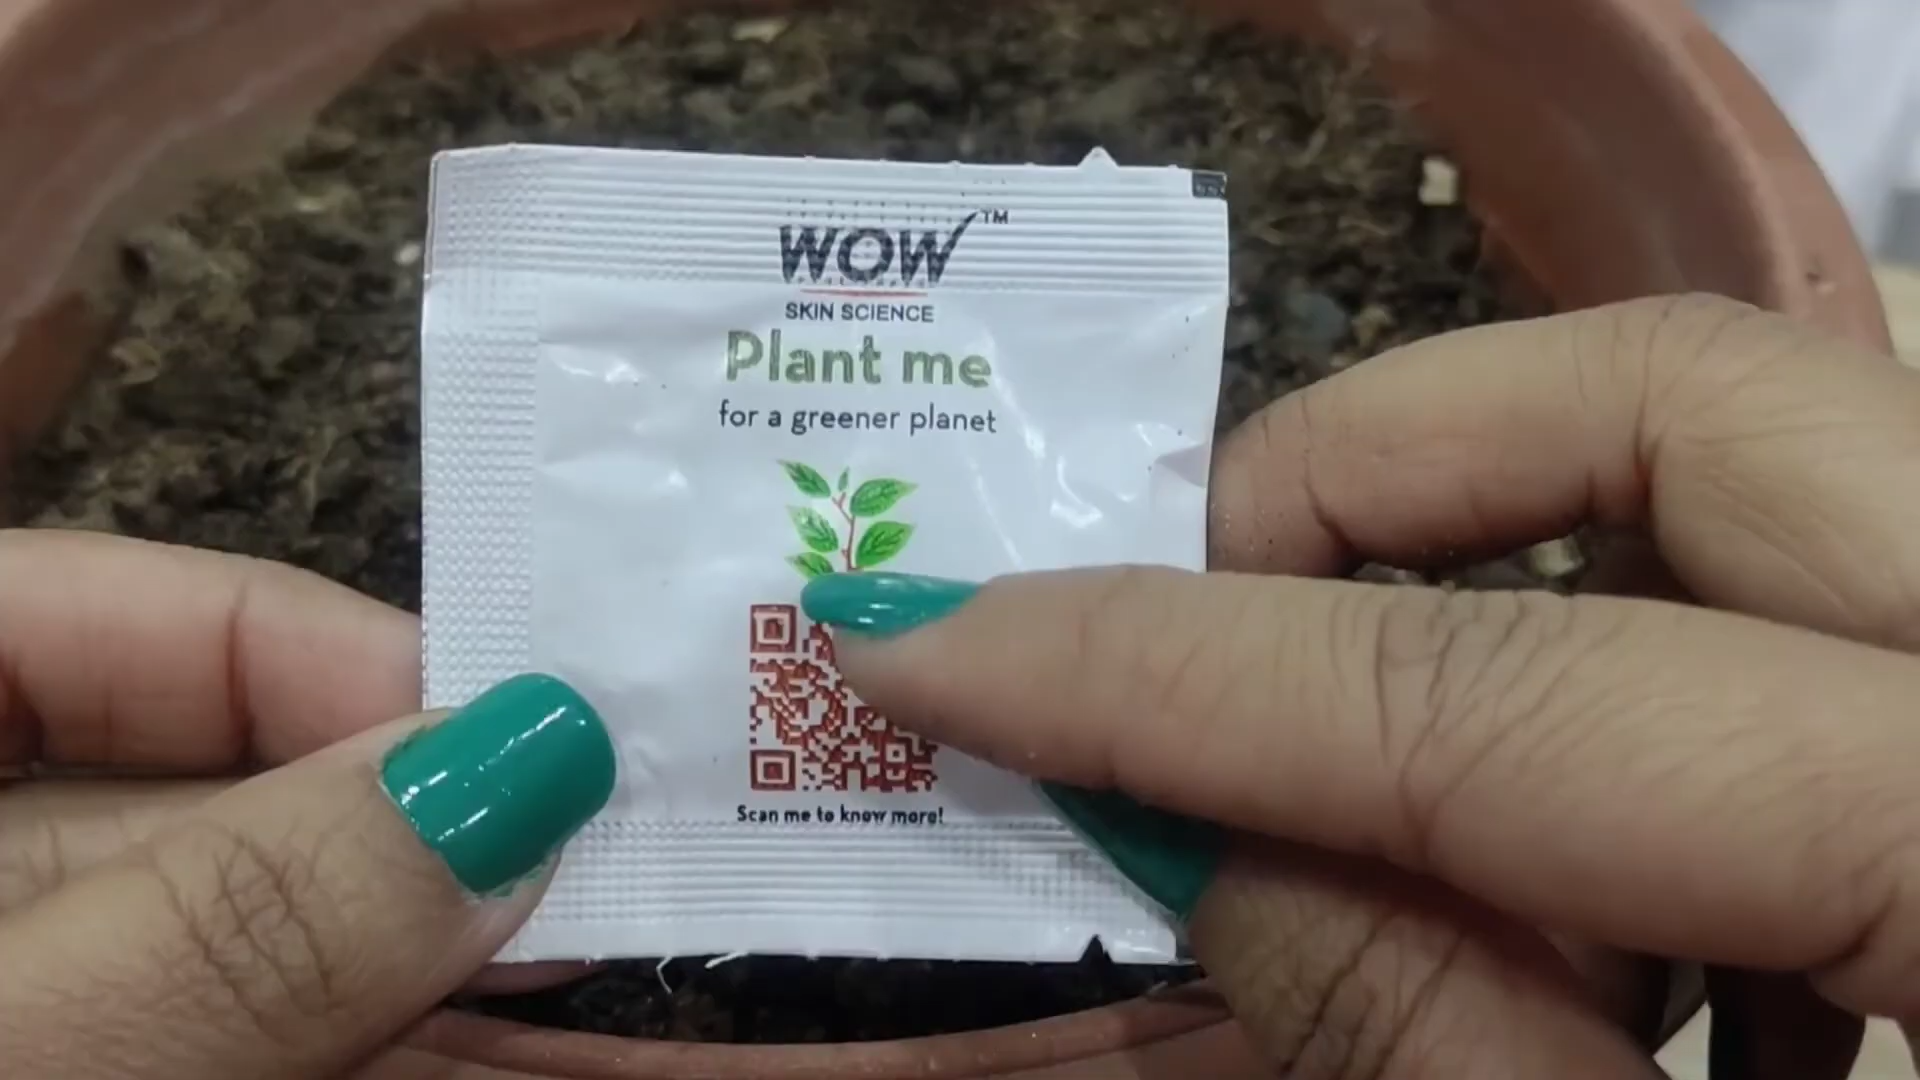 WOW™
SKIN SCIENCE
Plant me
for a greener planet
Scan me to know more!